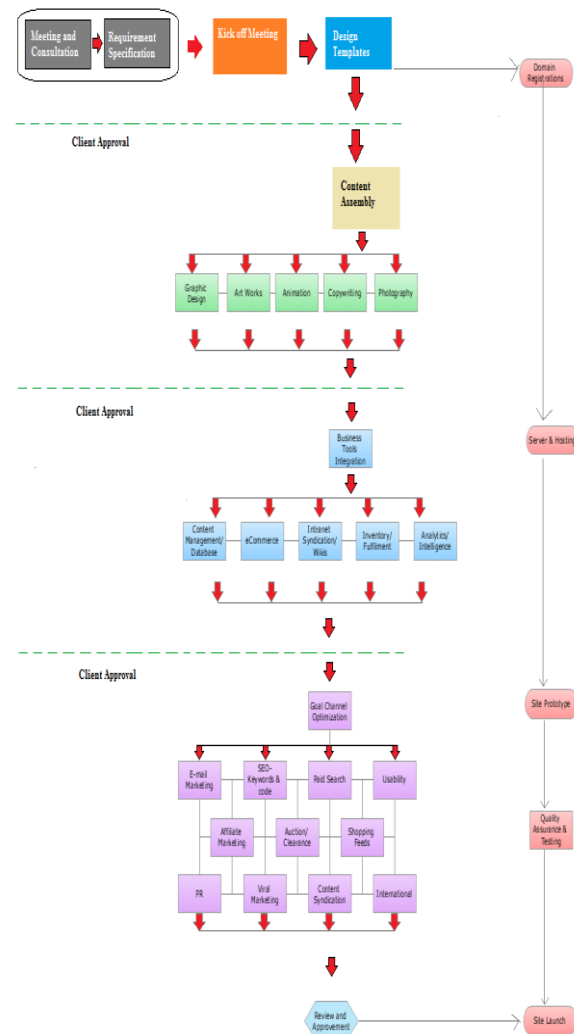 Meeting and
Consultation
Requirement
Specification
Kick off Meeting
Design
Templates
Domain
Registrations
Client Approval
Content
Assembly
Graphic
Design
Art Works
Animation
Copywriting
Photography
Client Approval
Business
Tools
Integration
Server & Hosting
Content
Management/
Database
eCommerce
Intranet
Syndication/
Wikis
Inventory/
Fulfilment
Analytics/
Intelligence
Client Approval
Goal Channel
Optimization
Site Prototype
E-mail
Marketing
SEO-
Keywords &
code
Paid Search
Usability
Affiliate
Marketing
Auction/
Clearance
Shopping
Feeds
Quality
Assurance &
Testing
PR
Viral
Marketing
Content
Syndication
International
Review and
Approvement
Site Launch